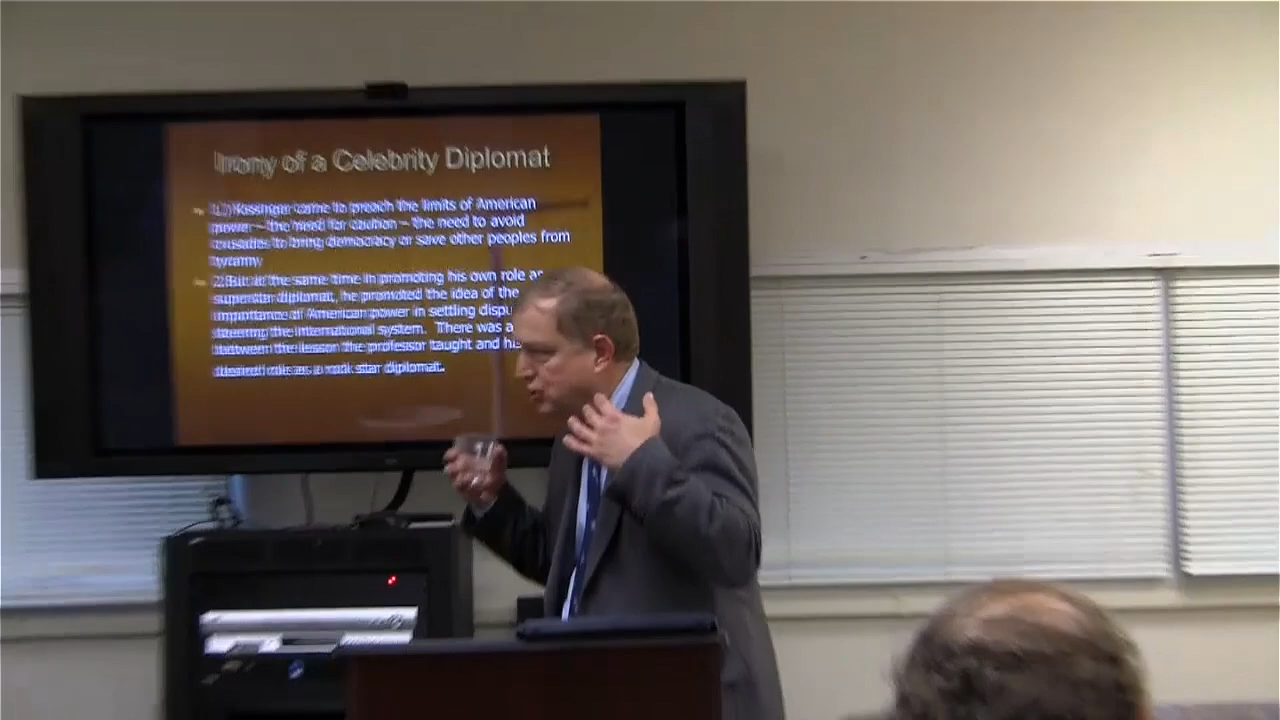 Irony of a Celebrity Diplomat
1.) Kissinger came to preach the limits of American
power – the need for caution – the need to avoid
crusades to bring democracy or save other peoples from
tyranny.
2. But at the same time in promoting his own role as
superstar diplomat, he promoted the idea of the
importance of American power in settling
steering the international system. There was
between the lesson the professor taught and
desired role as a rock star diplomat.